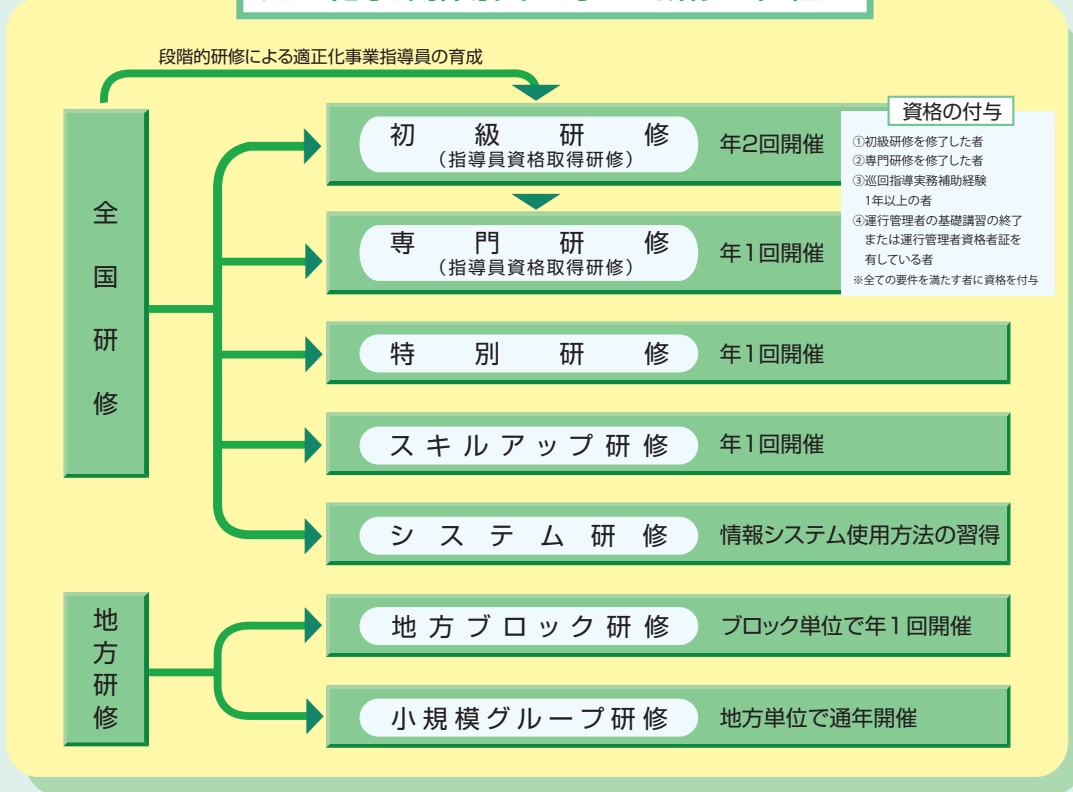 段階的研修による適正化事業指導員の育成
全国研修
初級研修
(指導員資格取得研修)
年2回開催
専門研修
(指導員資格取得研修)
年1回開催
資格の付与
①初級研修を修了した者
②専門研修を修了した者
③巡回指導実務補助経験
1年以上の者
④運行管理者の基礎講習の終了
または運行管理者資格者証を
有している者
※全ての要件を満たす者に資格を付与
特別研修
年1回開催
スキルアップ研修
年1回開催
システム研修
情報システム使用方法の習得
地方研修
地方ブロック研修
ブロック単位で年1回開催
小規模グループ研修
地方単位で通年開催